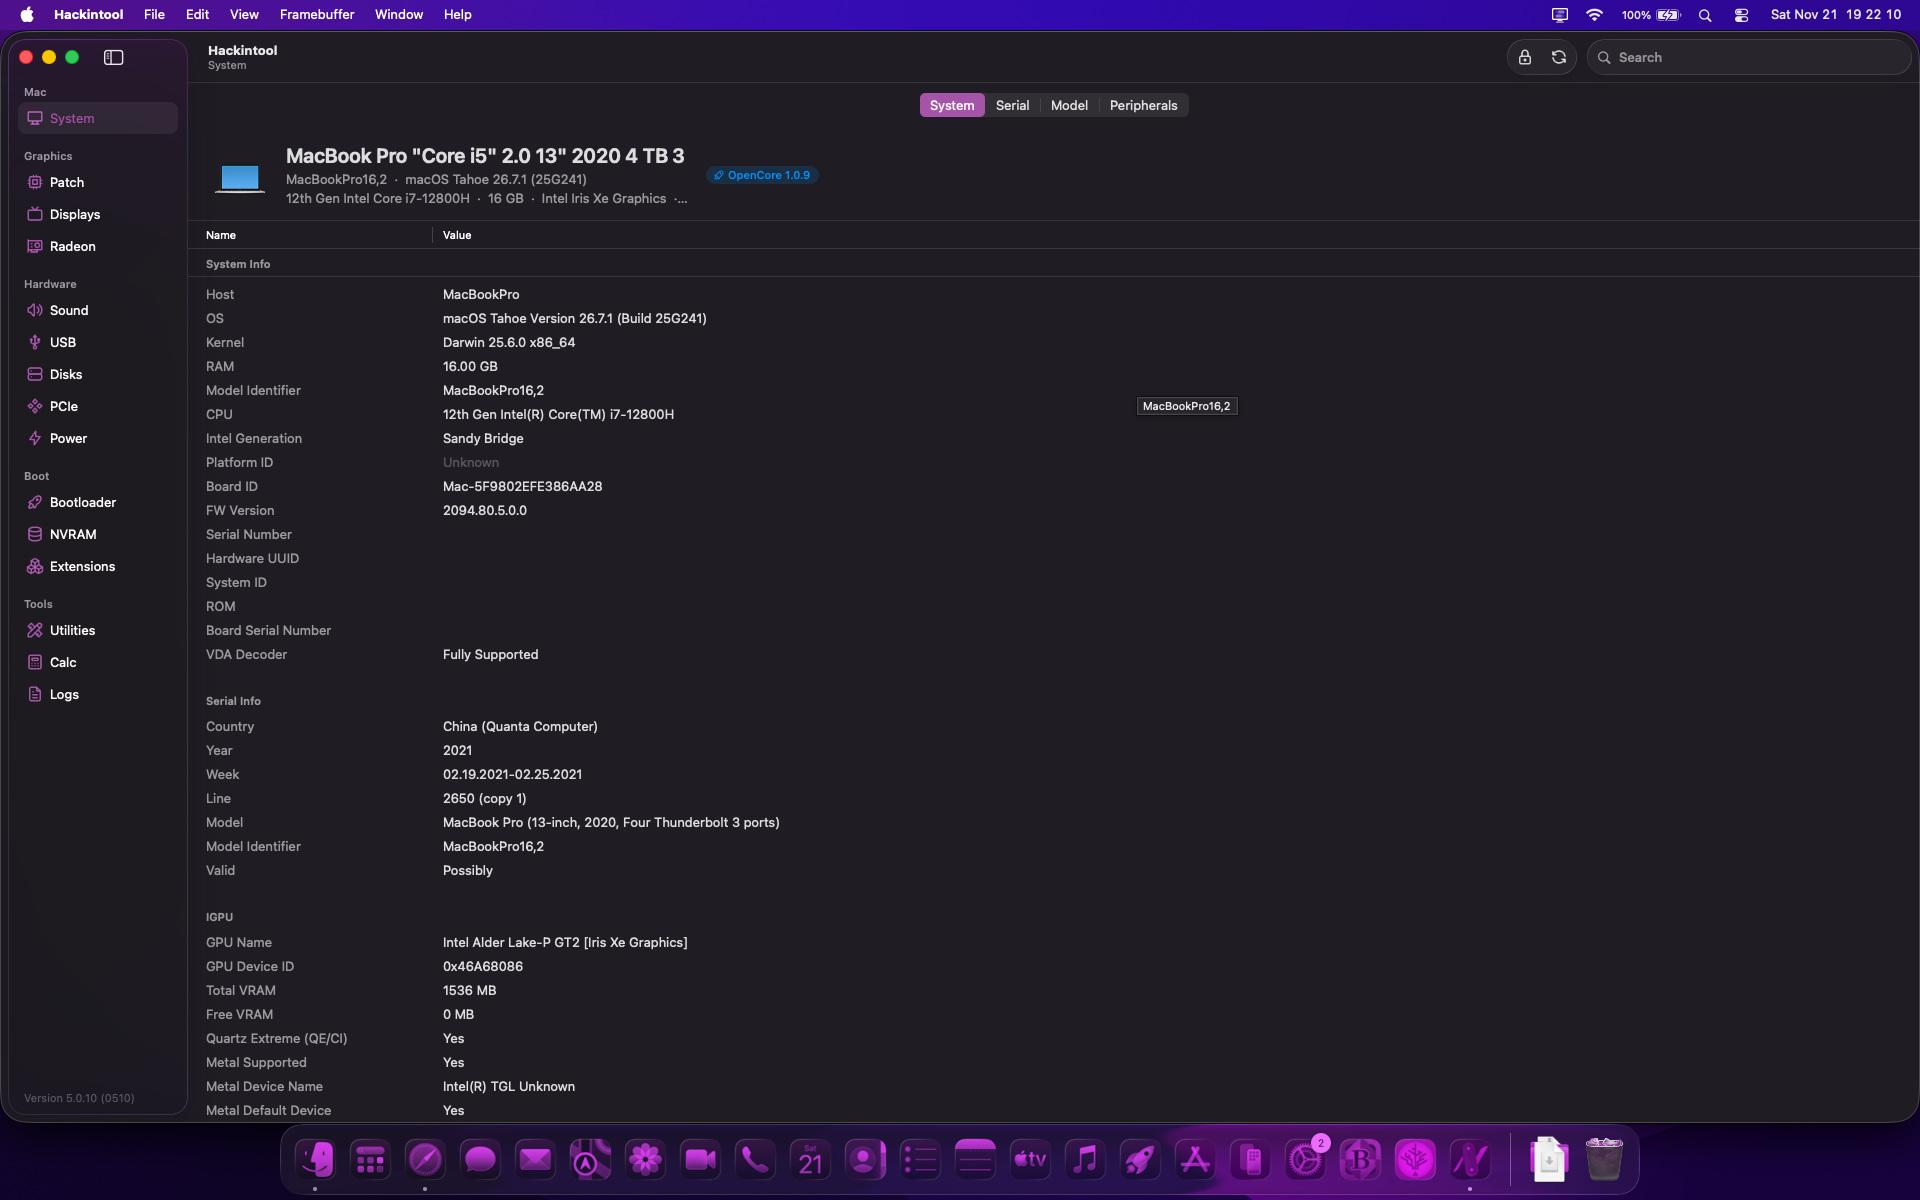 Hackintool File Edit View Framebuffer Window Help 100% Sat Nov 21 19 22 10
Hackintool
System
Search
Mac
System
Graphics
Patch
Displays
Radeon
Hardware
Sound
USB
Disks
PCIe
Power
Boot
Bootloader
NVRAM
Extensions
Tools
Utilities
Calc
Logs
Version 5.0.10 (0510)
System Serial Model Peripherals
MacBook Pro "Core i5" 2.0 13" 2020 4 TB 3
MacBookPro16,2 · macOS Tahoe 26.7.1 (25G241)
12th Gen Intel Core i7-12800H · 16 GB · Intel Iris Xe Graphics ·...
OpenCore 1.0.9
Name Value
System Info
Host MacBookPro
OS macOS Tahoe Version 26.7.1 (Build 25G241)
Kernel Darwin 25.6.0 x86_64
RAM 16.00 GB
Model Identifier MacBookPro16,2
CPU 12th Gen Intel(R) Core(TM) i7-12800H
MacBookPro16,2
Intel Generation Sandy Bridge
Platform ID Unknown
Board ID Mac-5F9802EFE386AA28
FW Version 2094.80.5.0.0
Serial Number
Hardware UUID
System ID
ROM
Board Serial Number
VDA Decoder Fully Supported
Serial Info
Country China (Quanta Computer)
Year 2021
Week 02.19.2021-02.25.2021
Line 2650 (copy 1)
Model MacBook Pro (13-inch, 2020, Four Thunderbolt 3 ports)
Model Identifier MacBookPro16,2
Valid Possibly
IGPU
GPU Name Intel Alder Lake-P GT2 [Iris Xe Graphics]
GPU Device ID 0x46A68086
Total VRAM 1536 MB
Free VRAM 0 MB
Quartz Extreme (QE/CI) Yes
Metal Supported Yes
Metal Device Name Intel(R) TGL Unknown
Metal Default Device Yes
Sat
21
tv
2
B